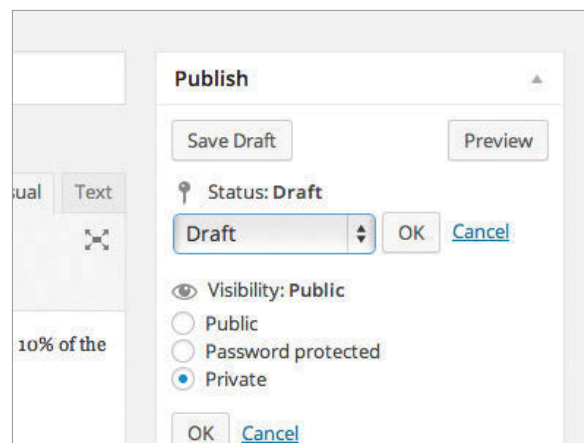 Publish
Save Draft Preview
Text
Status: Draft
Draft OK Cancel
Visibility: Public
Public
10% of the
Password protected
Private
OK Cancel